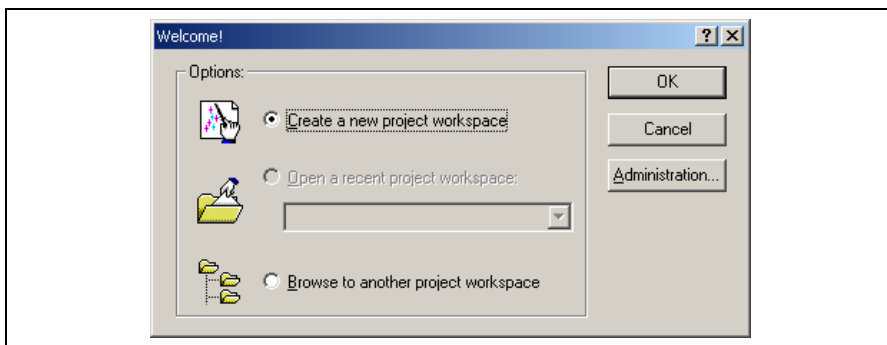 Welcome!
Options:
Create a new project workspace
Open a recent project workspace:
Browse to another project workspace
OK
Cancel
Administration...